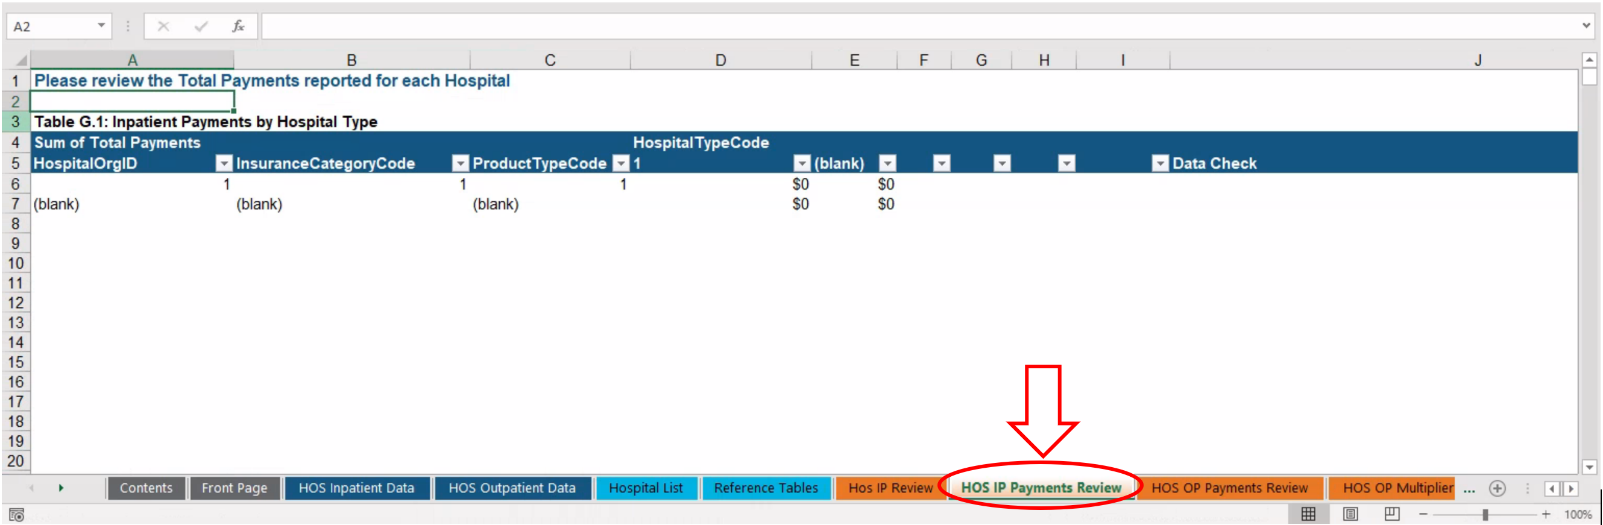 A2 fx
A B C D E F G H I J
1 Please review the Total Payments reported for each Hospital
2
3 Table G.1: Inpatient Payments by Hospital Type
4 Sum of Total Payments HospitalTypeCode
5 HospitalOrgID InsuranceCategoryCode ProductTypeCode 1 (blank) Data Check
6 1 1 1 $0 $0
7 (blank) (blank) (blank) $0 $0
8
9
10
11
12
13
14
15
16
17
18
19
20
Contents Front Page HOS Inpatient Data HOS Outpatient Data Hospital List Reference Tables Hos IP Review HOS IP Payments Review HOS OP Payments Review HOS OP Multiplier ...
100%